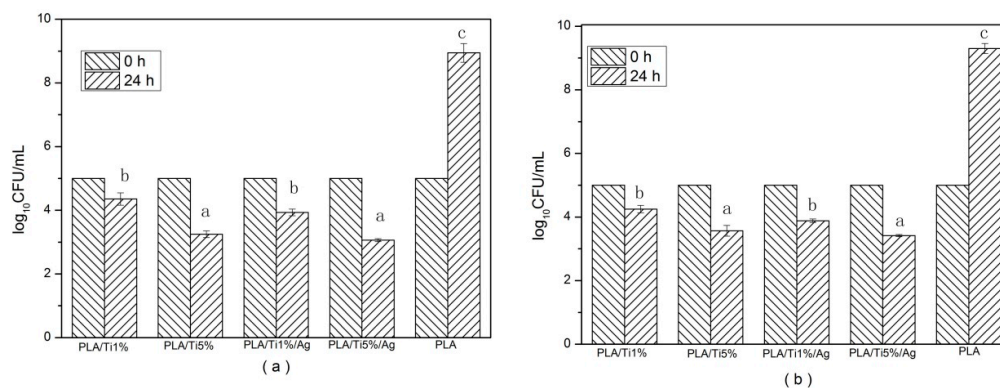 10
8
6
4
2
0
log10CFU/mL
0 h
24 h
b
a
b
a
c
PLA/Ti1%
PLA/Ti5%
PLA/Ti1%/Ag
PLA/Ti5%/Ag
PLA
( a )
10
8
6
4
2
0
log10CFU/mL
0 h
24 h
b
a
b
a
c
PLA/Ti1%
PLA/Ti5%
PLA/Ti1%/Ag
PLA/Ti5%/Ag
PLA
( b )